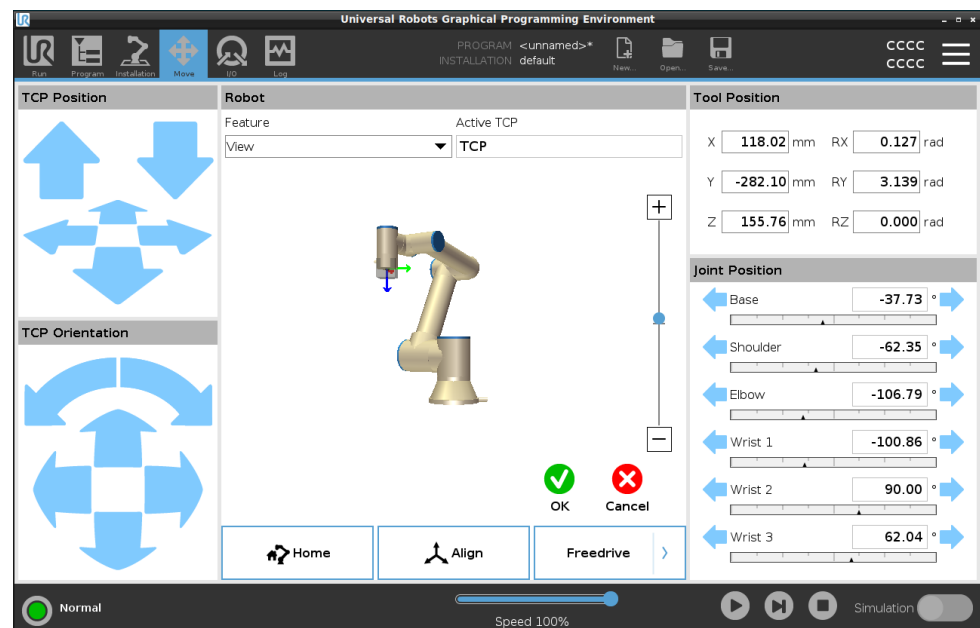 Universal Robots Graphical Programming Environment
UR
Run
Program
Installation
Move
I/O
Log
PROGRAM <unnamed>*
INSTALLATION default
New...
Open...
Save...
CCCC
CCCC
TCP Position
TCP Orientation
Robot
Feature
Active TCP
View
TCP
OK
Cancel
Home
Align
Freedrive
Tool Position
X 118.02 mm RX 0.127 rad
Y -282.10 mm RY 3.139 rad
Z 155.76 mm RZ 0.000 rad
Joint Position
Base -37.73 °
Shoulder -62.35 °
Elbow -106.79 °
Wrist 1 -100.86 °
Wrist 2 90.00 °
Wrist 3 62.04 °
Normal
Speed 100%
Simulation